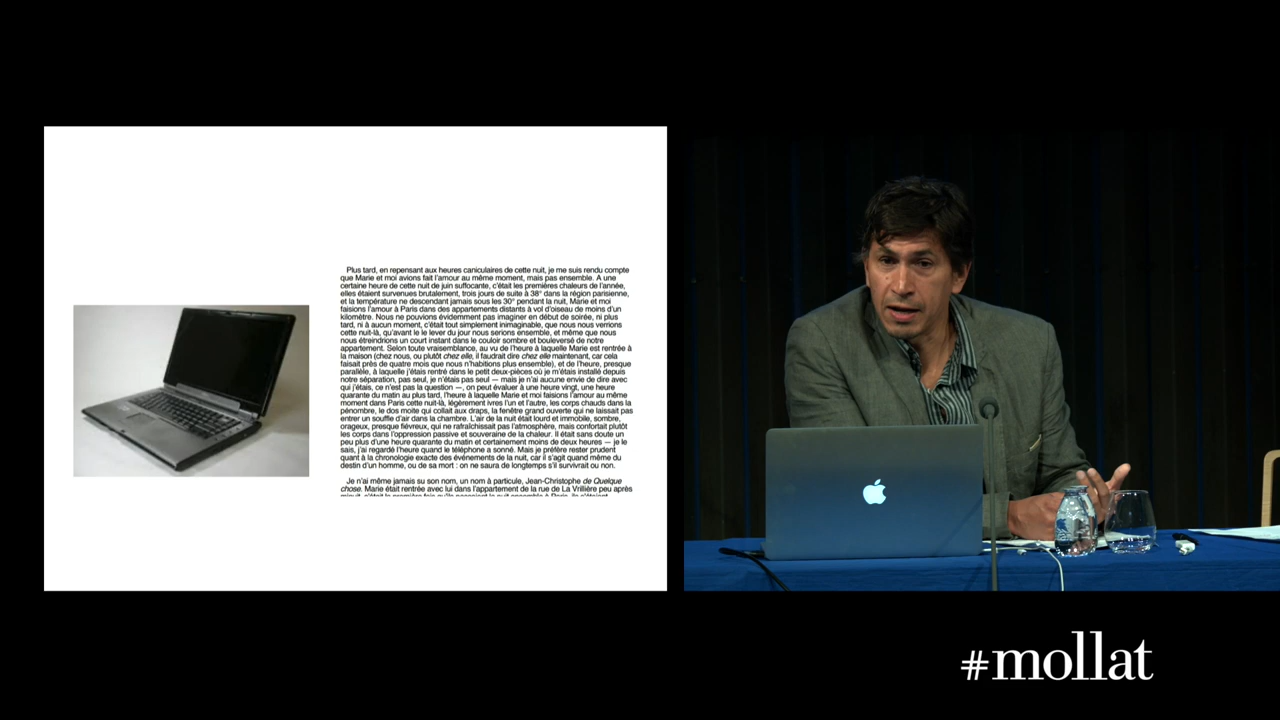 Plus tard, en repensant aux heures caniculaires de cette nuit, je me suis rendu compte
que Marie et moi avions fait l'amour au même moment, mais pas ensemble. A une
certaine heure de cette nuit de juin suffocante, c'était les premières chaleurs de l'année,
elles étaient survenues brutalement, trois jours de suite à 38° dans la région parisienne,
et la température ne descendant jamais sous les 30° pendant la nuit, Marie et moi
faisions l'amour à Paris dans des appartements distants à vol d'oiseau de moins d'un
kilomètre. Nous ne pouvions évidemment pas imaginer en début de soirée, ni plus
tard, ni à aucun moment, c'était tout simplement inimaginable, que nous nous verrions
cette nuit-là, qu'avant le le lever du jour nous serions ensemble, et même que nous
nous étreindrions un court instant dans le couloir sombre et bouleversé de notre
appartement. Selon toute vraisemblance, au vu de l'heure à laquelle Marie est rentrée à
la maison (chez nous, ou plutôt chez elle, il faudrait dire chez elle maintenant, car cela
faisait près de quatre mois que nous n'habitions plus ensemble), et de l'heure, presque
parallèle, à laquelle j'étais rentré dans le petit deux-pièces où je m'étais installé depuis
notre séparation, pas seul, je n'étais pas seul — mais je n'ai aucune envie de dire avec
qui j'étais, ce n'est pas la question —, on peut évaluer à une heure vingt, une heure
quarante du matin au plus tard, l'heure à laquelle Marie et moi faisions l'amour au même
moment dans Paris cette nuit-là, légèrement ivres l'un et l'autre, les corps chauds dans la
pénombre, le dos moite qui collait aux draps, la fenêtre grand ouverte qui ne laissait pas
entrer un souffle d'air dans la chambre. L'air de la nuit était lourd et immobile, sombre,
orageux, presque fiévreux, qui ne rafraîchissait pas l'atmosphère, mais confortait plutôt
les corps dans l'oppression passive et souveraine de la chaleur. Il était sans doute un
peu plus d'une heure quarante du matin et certainement moins de deux heures — je le
sais, j'ai regardé l'heure quand le téléphone a sonné. Mais je préfère rester prudent
quant à la chronologie exacte des événements de la nuit, car il s'agit quand même du
destin d'un homme, ou de sa mort : on ne saura de longtemps s'il survivrait ou non.
Je n'ai même jamais su son nom, un nom à particule, Jean-Christophe de Quelque
chose. Marie était rentrée avec lui dans l'appartement de la rue de La Vrillière peu après
#mollat